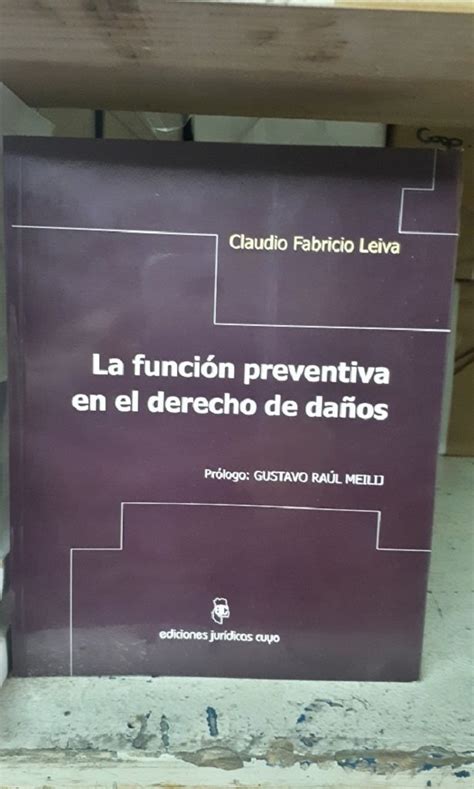 Claudio Fabricio Leiva
La función preventiva
en el derecho de daños
Prólogo: GUSTAVO RAÚL MEILIJ
ediciones jurídicas cuyo